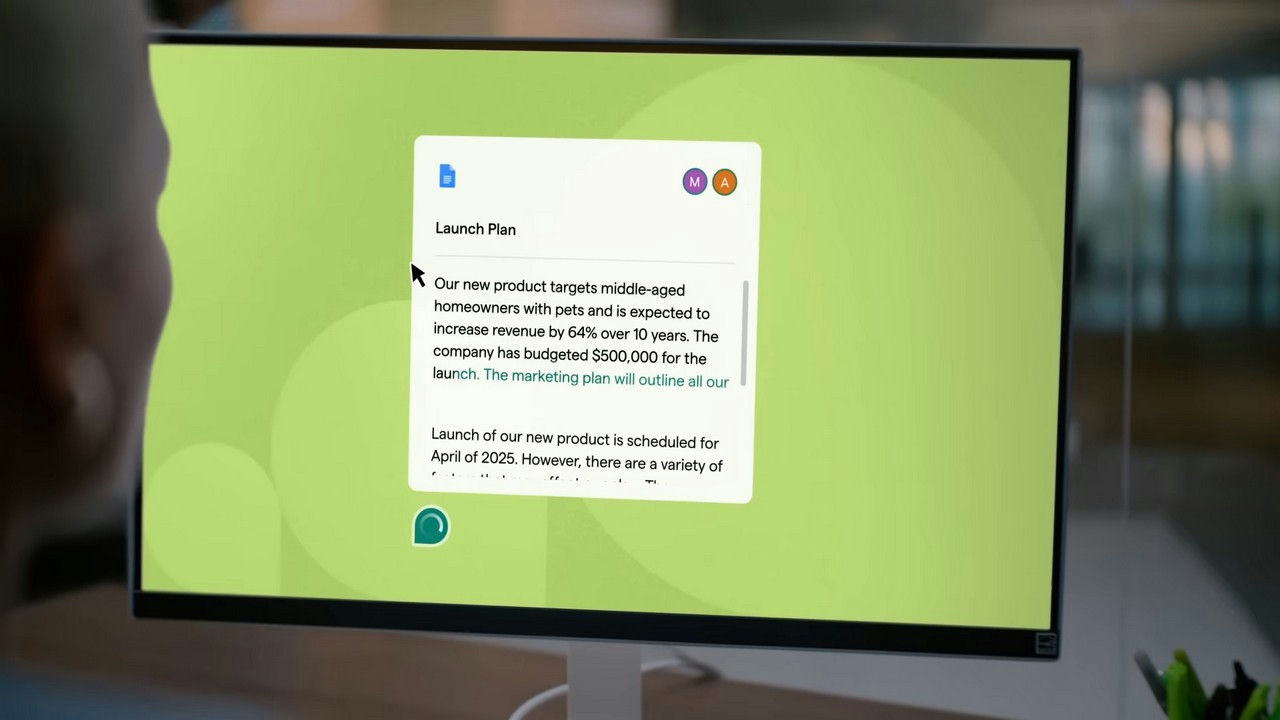 M A
Launch Plan
Our new product targets middle-aged
homeowners with pets and is expected to
increase revenue by 64% over 10 years. The
company has budgeted $500,000 for the
launch. The marketing plan will outline all our
Launch of our new product is scheduled for
April of 2025. However, there are a variety of